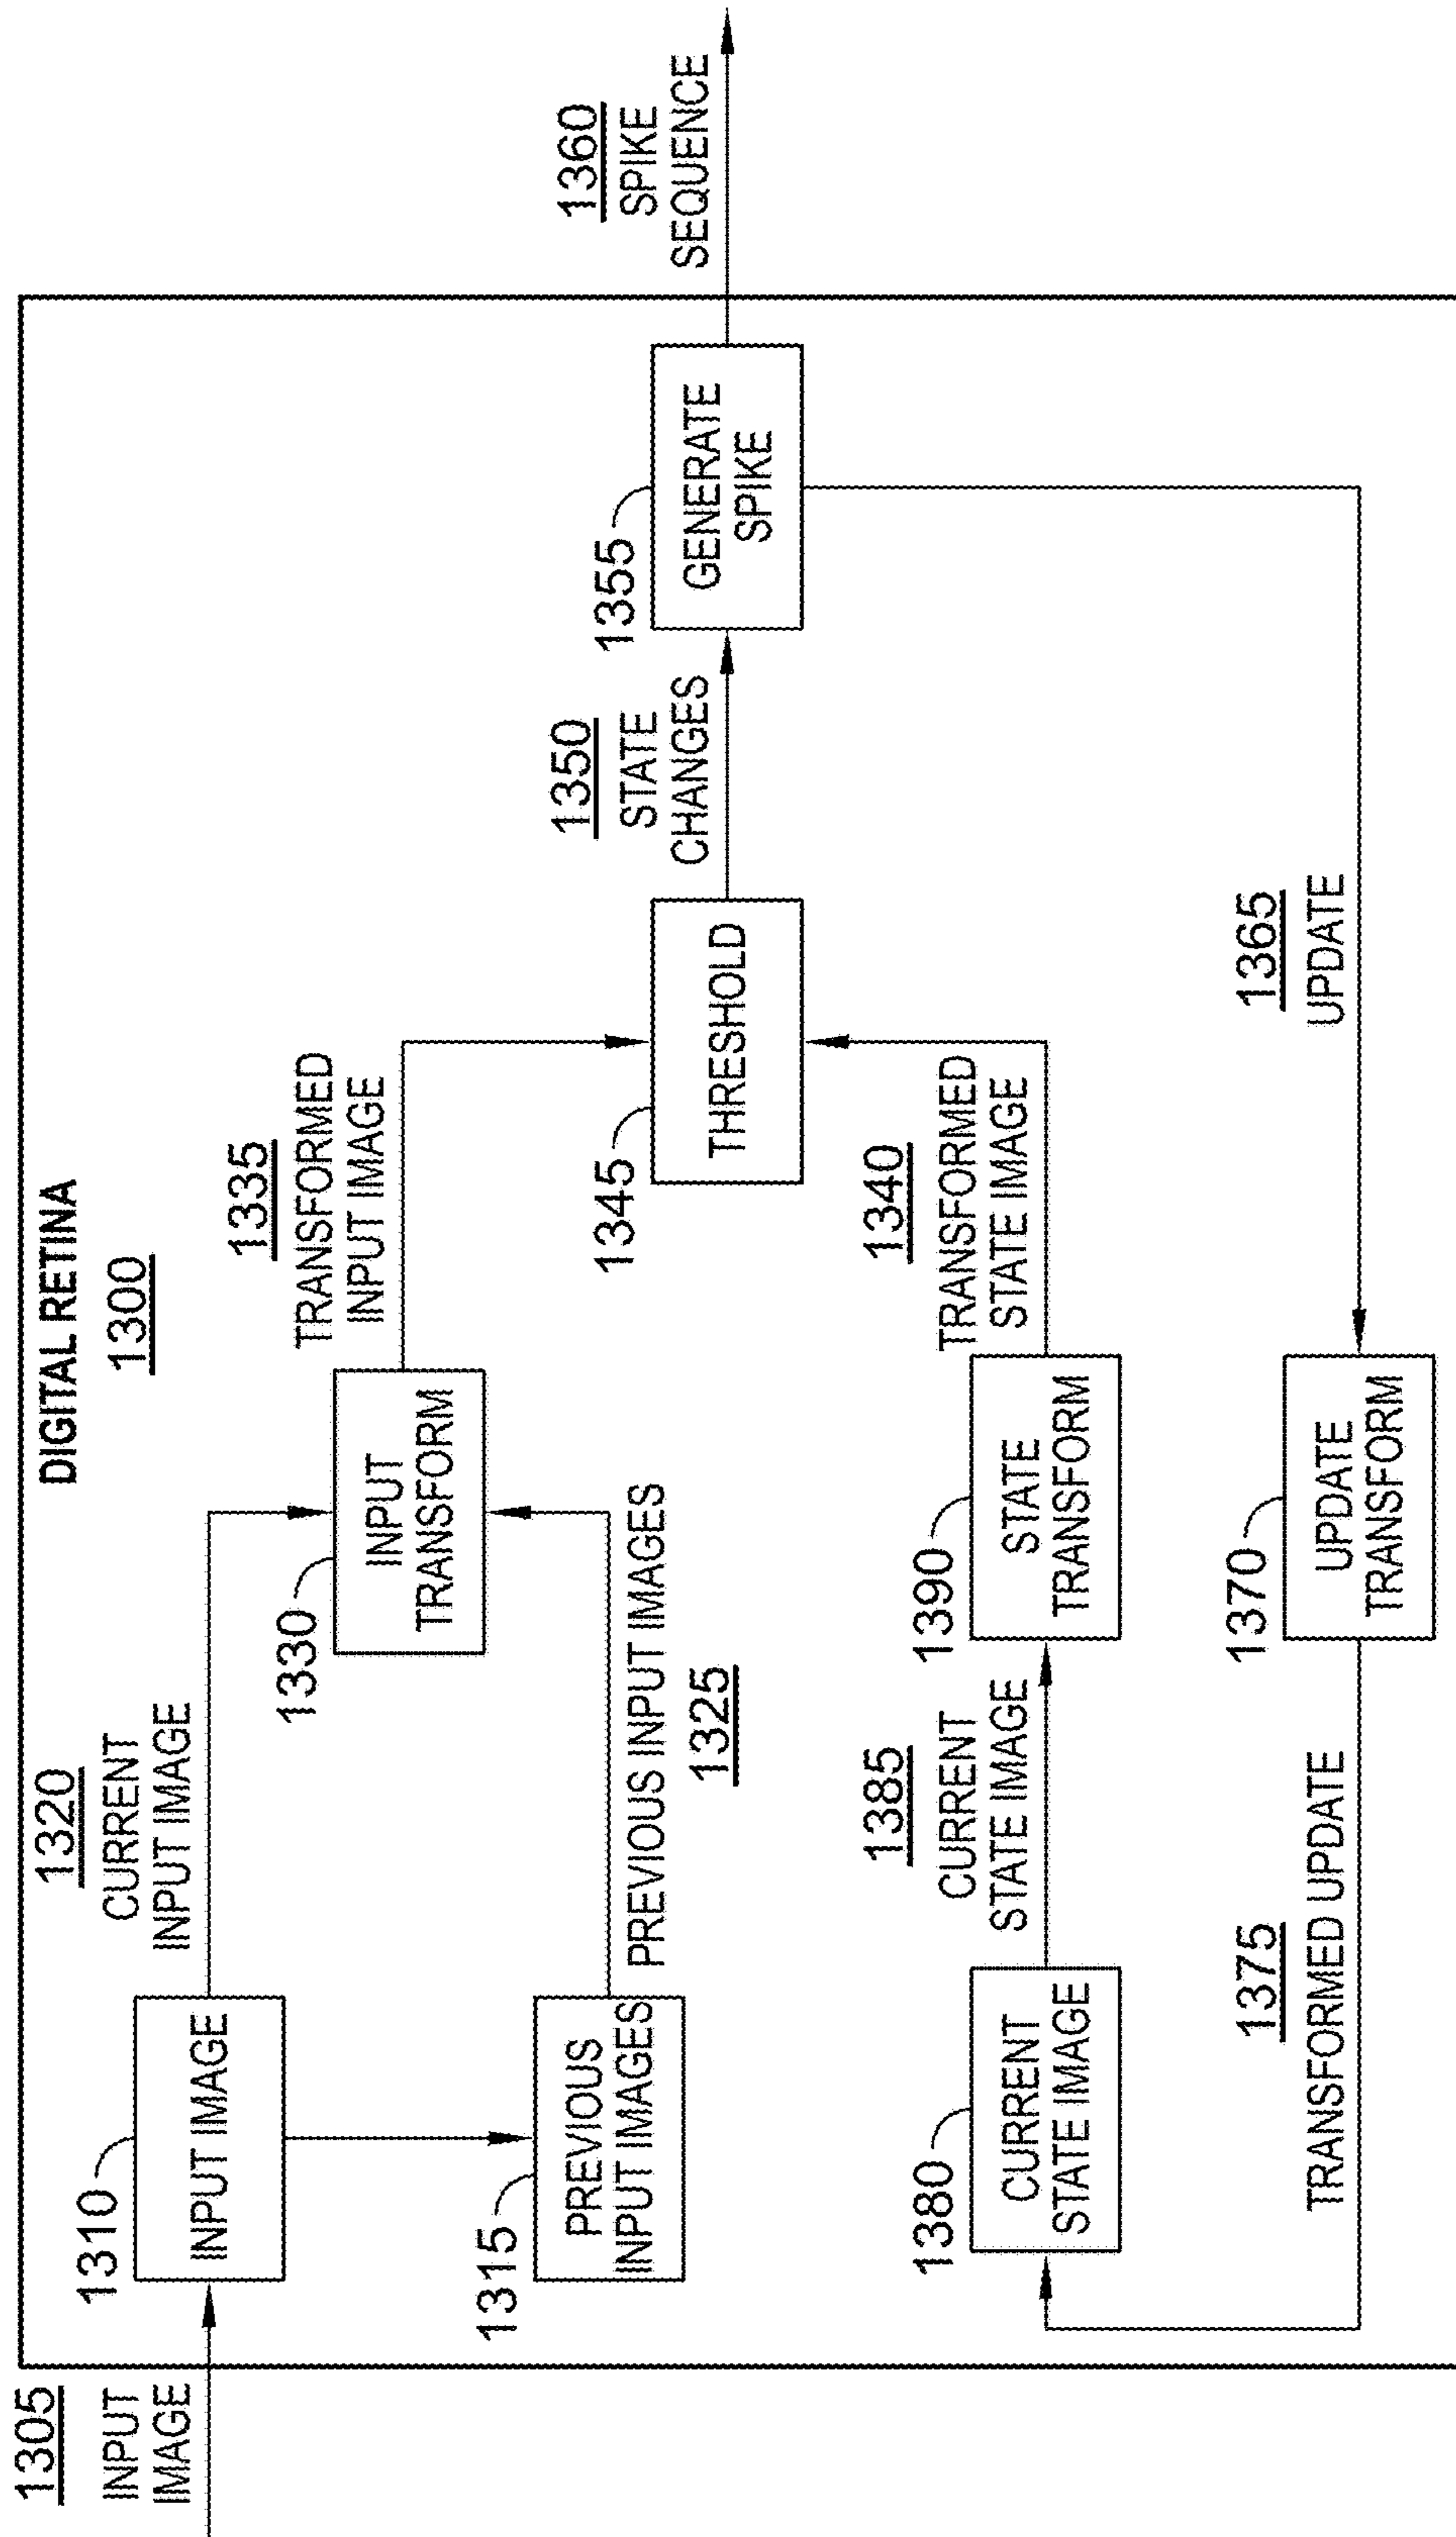 DIGITAL RETINA
1300
1305
INPUT
IMAGE
1310
INPUT IMAGE
1320
CURRENT
INPUT IMAGE
1315
PREVIOUS
INPUT IMAGES
PREVIOUS INPUT IMAGES
1325
1330
INPUT
TRANSFORM
1335
TRANSFORMED
INPUT IMAGE
1345
THRESHOLD
1350
STATE
CHANGES
1355
GENERATE
SPIKE
1360
SPIKE
SEQUENCE
1380
CURRENT
STATE IMAGE
1385
CURRENT
STATE IMAGE
1390
STATE
TRANSFORM
1340
TRANSFORMED
STATE IMAGE
1375
TRANSFORMED UPDATE
1370
UPDATE
TRANSFORM
1365
UPDATE